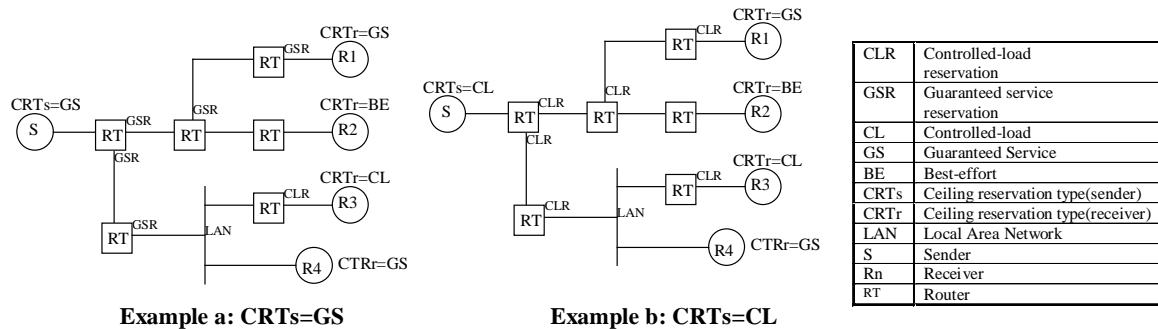 CRTr=GS
GSR
RT
R1
CRTs=GS
CRTr=BE
S
GSR
GSR
RT
RT
RT
R2
GSR
CRTr=CL
CLR
RT
R3
GSR
RT
LAN
R4
CTRr=GS
Example a: CRTs=GS
CRTr=GS
CLR
RT
R1
CRTs=CL
CRTr=BE
S
CLR
CLR
RT
RT
RT
R2
CLR
CRTr=CL
CLR
RT
R3
CLR
RT
LAN
R4
CTRr=GS
Example b: CRTs=CL
CLR Controlled-load
reservation
GSR Guaranteed service
reservation
CL Controlled-load
GS Guaranteed Service
BE Best-effort
CRTs Ceiling reservation type(sender)
CRTr Ceiling reservation type(receiver)
LAN Local Area Network
S Sender
Rn Receiver
RT Router